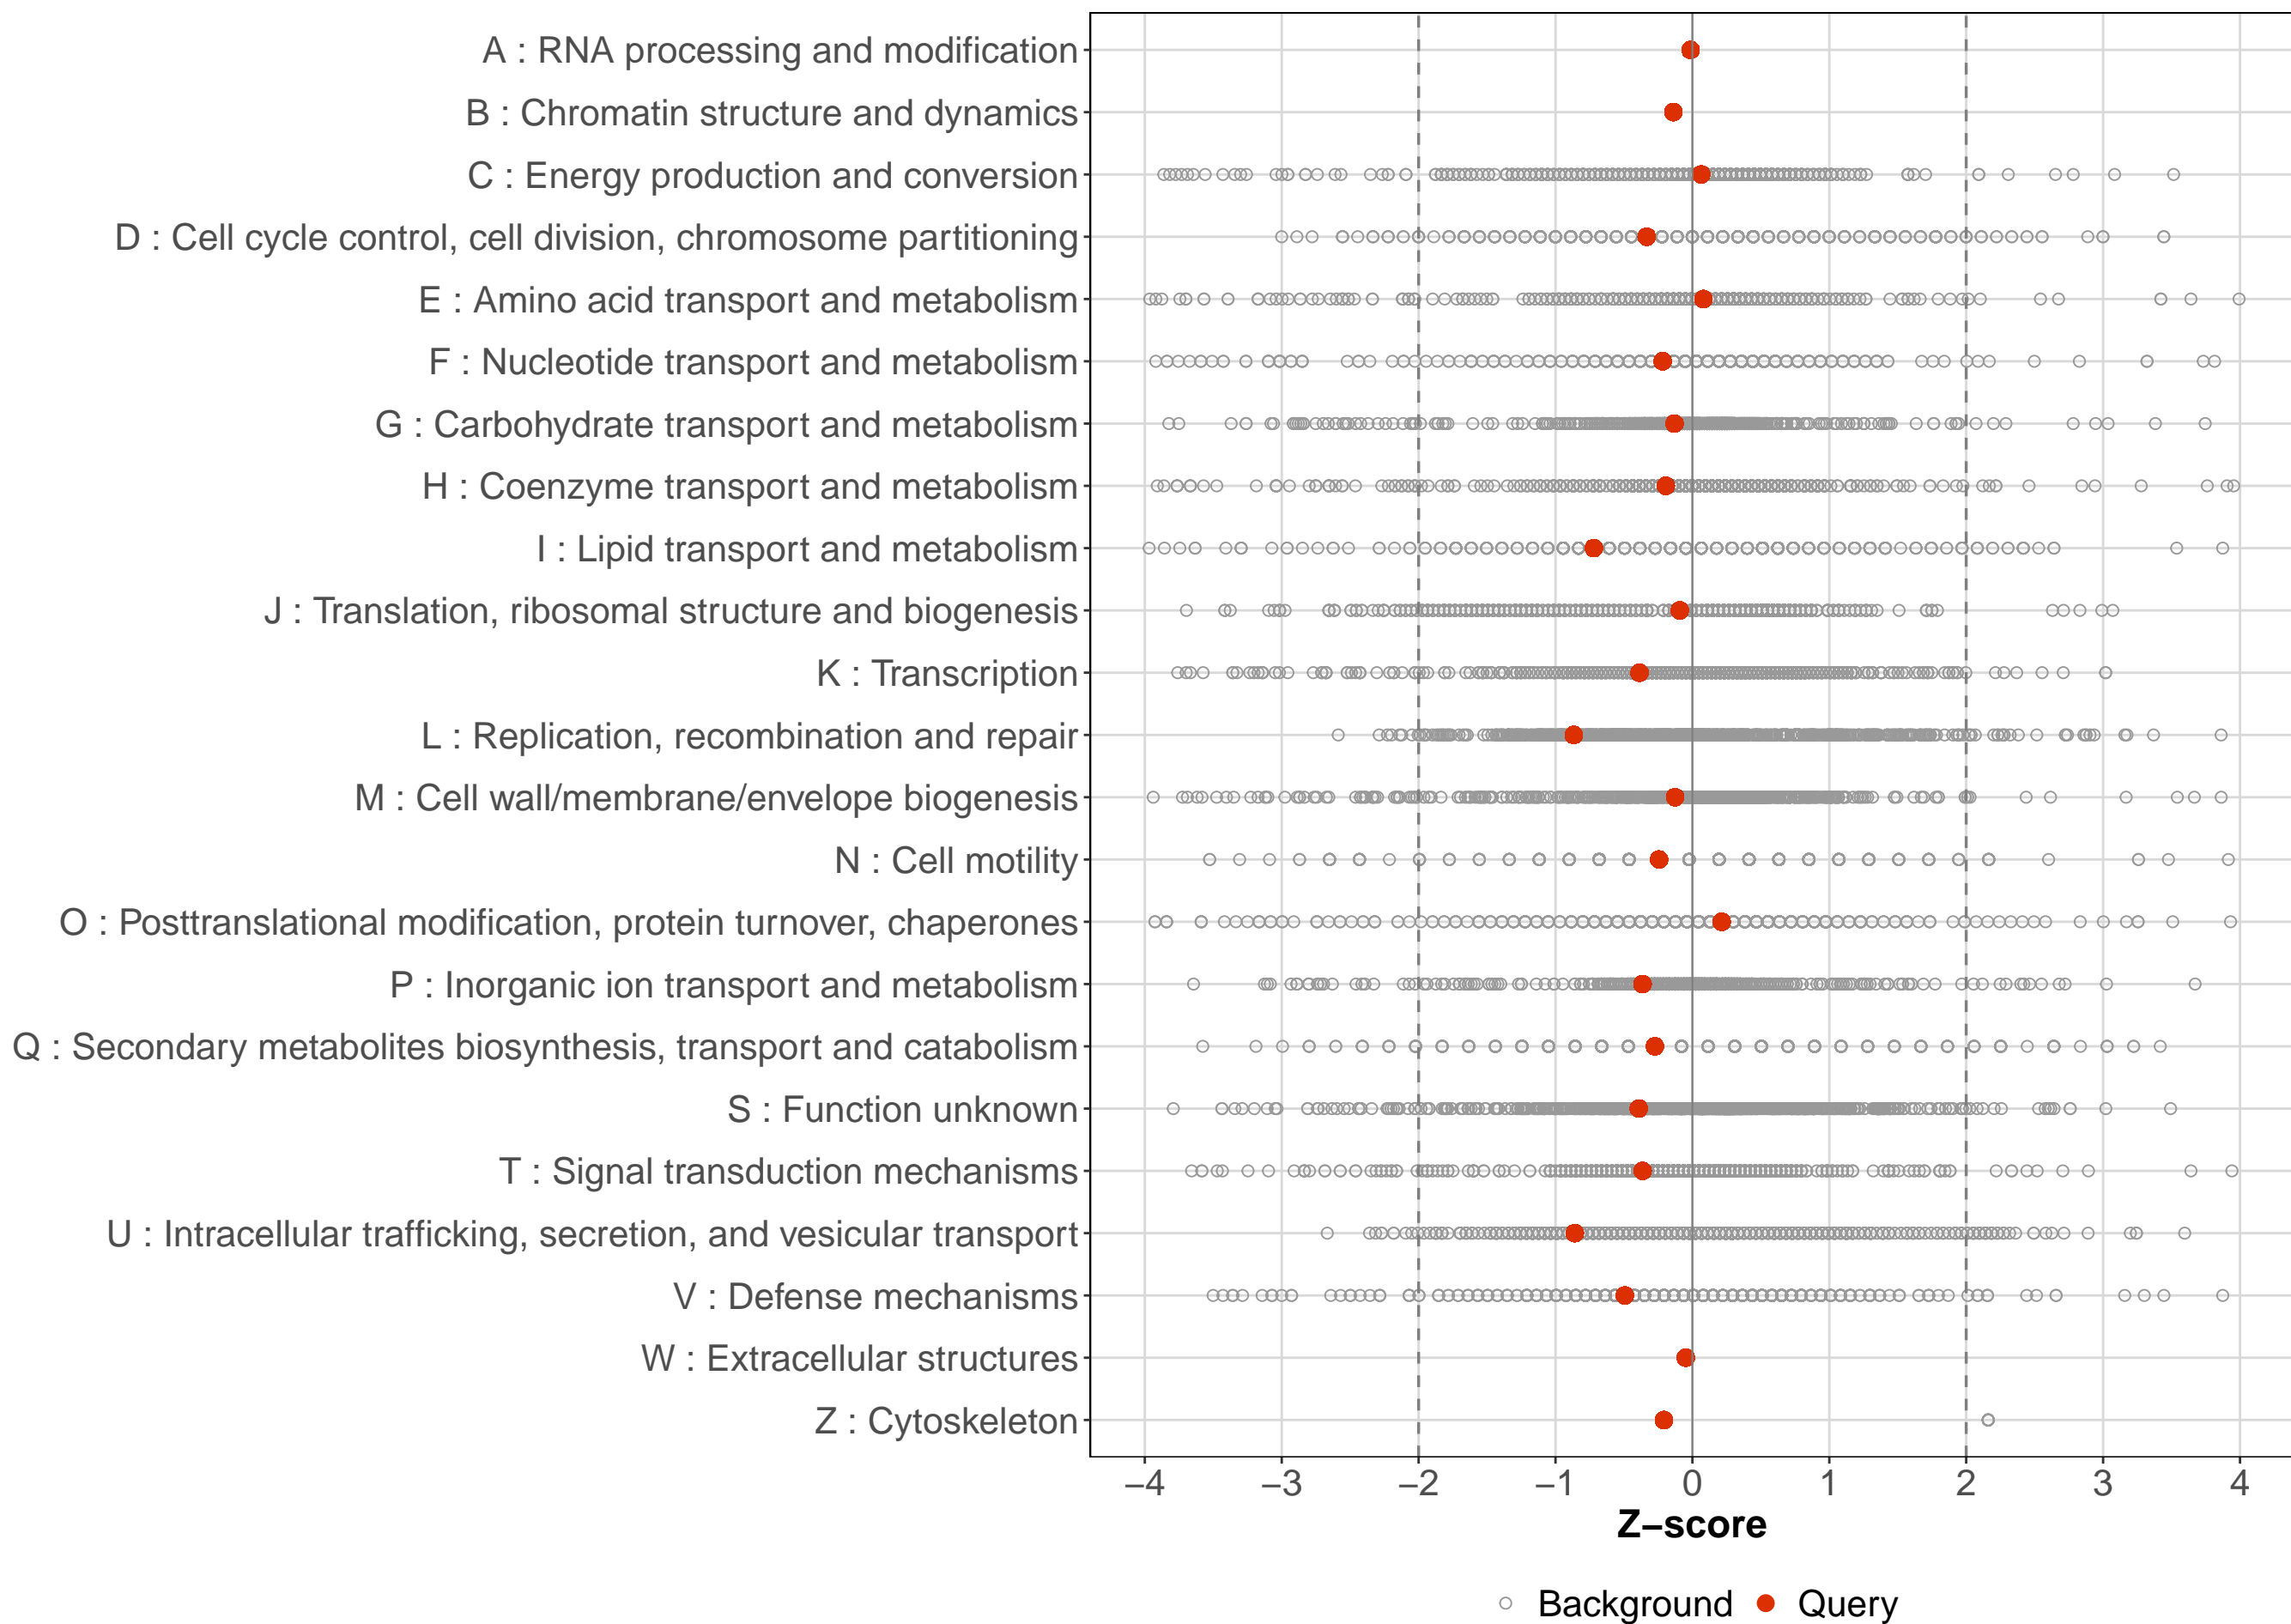 A : RNA processing and modification
B : Chromatin structure and dynamics
C : Energy production and conversion
D : Cell cycle control, cell division, chromosome partitioning
E : Amino acid transport and metabolism
F : Nucleotide transport and metabolism
G : Carbohydrate transport and metabolism
H : Coenzyme transport and metabolism
I : Lipid transport and metabolism
J : Translation, ribosomal structure and biogenesis
K : Transcription
L : Replication, recombination and repair
M : Cell wall/membrane/envelope biogenesis
N : Cell motility
O : Posttranslational modification, protein turnover, chaperones
P : Inorganic ion transport and metabolism
Q : Secondary metabolites biosynthesis, transport and catabolism
S : Function unknown
T : Signal transduction mechanisms
U : Intracellular trafficking, secretion, and vesicular transport
V : Defense mechanisms
W : Extracellular structures
Z : Cytoskeleton
−4 −3 −2 −1 0 1 2 3 4
Z−score
Background Query